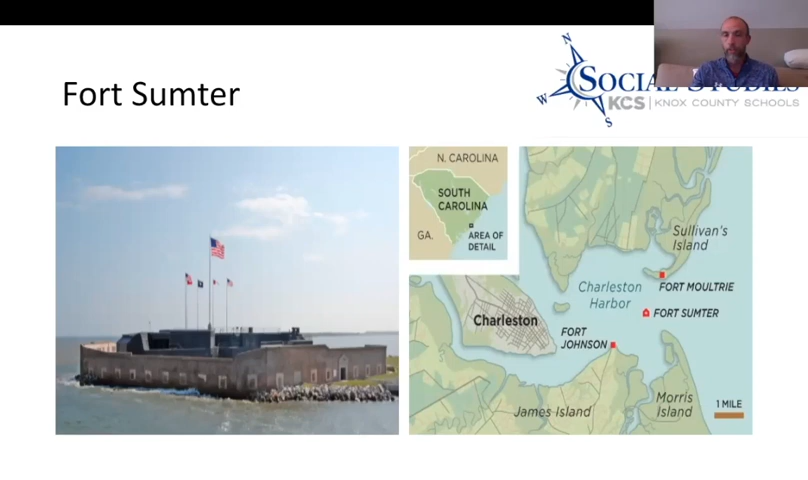 Fort Sumter
N
W
S
SOCIAL STUDIES
KCS | KNOX COUNTY SCHOOLS
N. CAROLINA
SOUTH
CAROLINA
GA.
AREA OF
DETAIL
Sullivan's
Island
Charleston
Harbor
FORT MOULTRIE
FORT SUMTER
Charleston
FORT
JOHNSON
James Island
Morris
Island
1 MILE